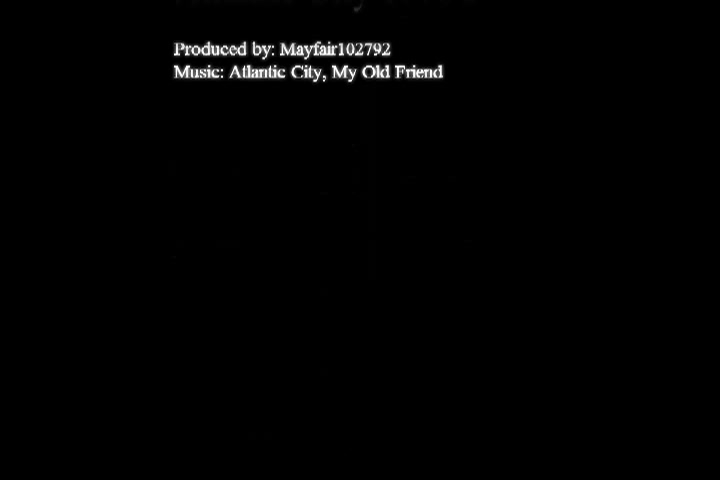 Produced by: Mayfair102792
Music: Atlantic City, My Old Friend